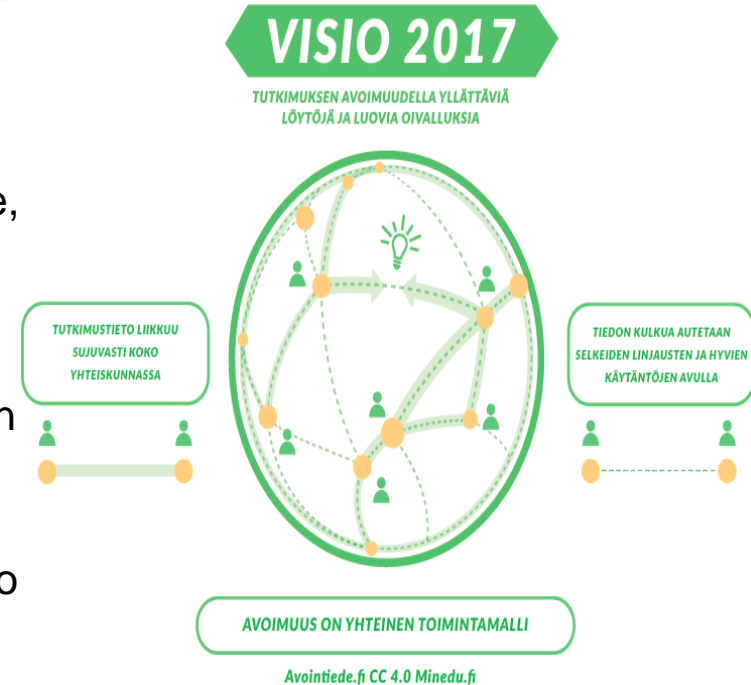 VISIO 2017
TUTKIMUKSEN AVOIMUUDELLA YLLÄTTÄVIÄ
LÖYTÖJÄ JA LUOVIA OIVALLUKSIA
e,
TUTKIMUSTIETO LIIKKUU
SUJUVASTI KOKO
YHTEISKUNNASSA
TIEDON KULKUA AUTETAAN
SELKEIDEN LINJAUSTEN JA HYVIEN
KÄYTÄNTÖJEN AVULLA
n
o
AVOIMUUS ON YHTEINEN TOIMINTAMALLI
Avointiede.fi CC 4.0 Minedu.fi